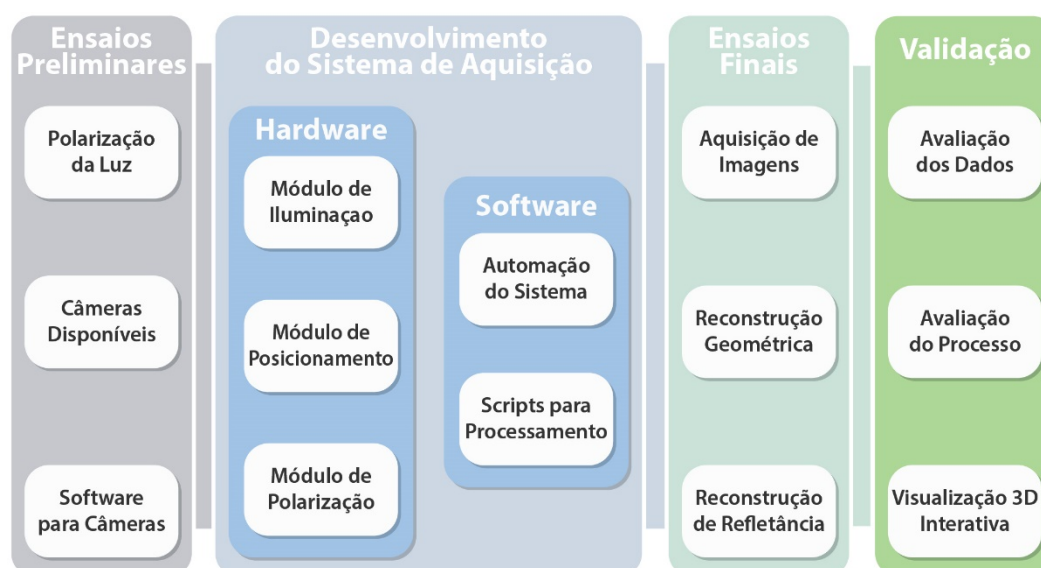 Ensaios
Preliminares
Polarização
da Luz
Câmeras
Disponíveis
Software
para Câmeras
Desenvolvimento
do Sistema de Aquisição
Hardware
Módulo de
Iluminaçao
Módulo de
Posicionamento
Módulo de
Polarização
Software
Automação
do Sistema
Scripts para
Processamento
Ensaios
Finais
Aquisição de
Imagens
Reconstrução
Geométrica
Reconstrução
de Refletância
Validação
Avaliação
dos Dados
Avaliação
do Processo
Visualização 3D
Interativa